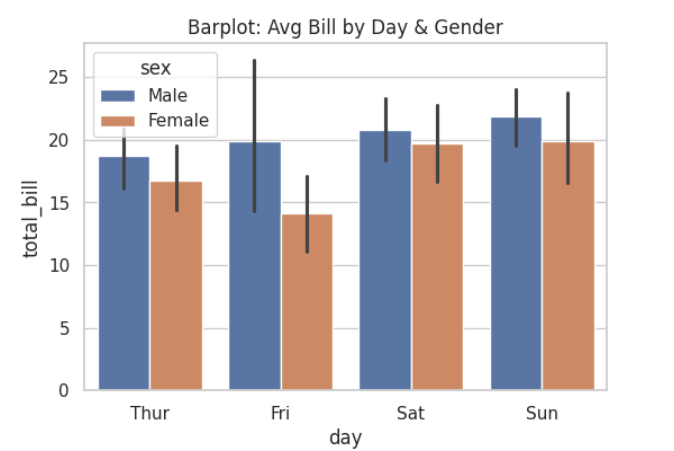 Barplot: Avg Bill by Day & Gender
sex
Male
Female
total_bill
25
20
15
10
5
0
Thur Fri Sat Sun
day